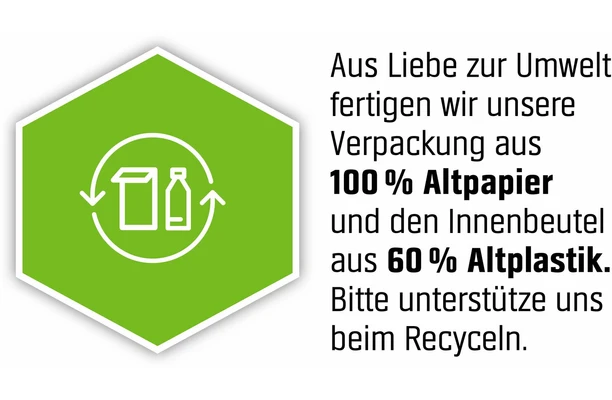 Aus Liebe zur Umwelt
fertigen wir unsere
Verpackung aus
100 % Altpapier
und den Innenbeutel
aus 60 % Altplastik.
Bitte unterstütze uns
beim Recyceln.